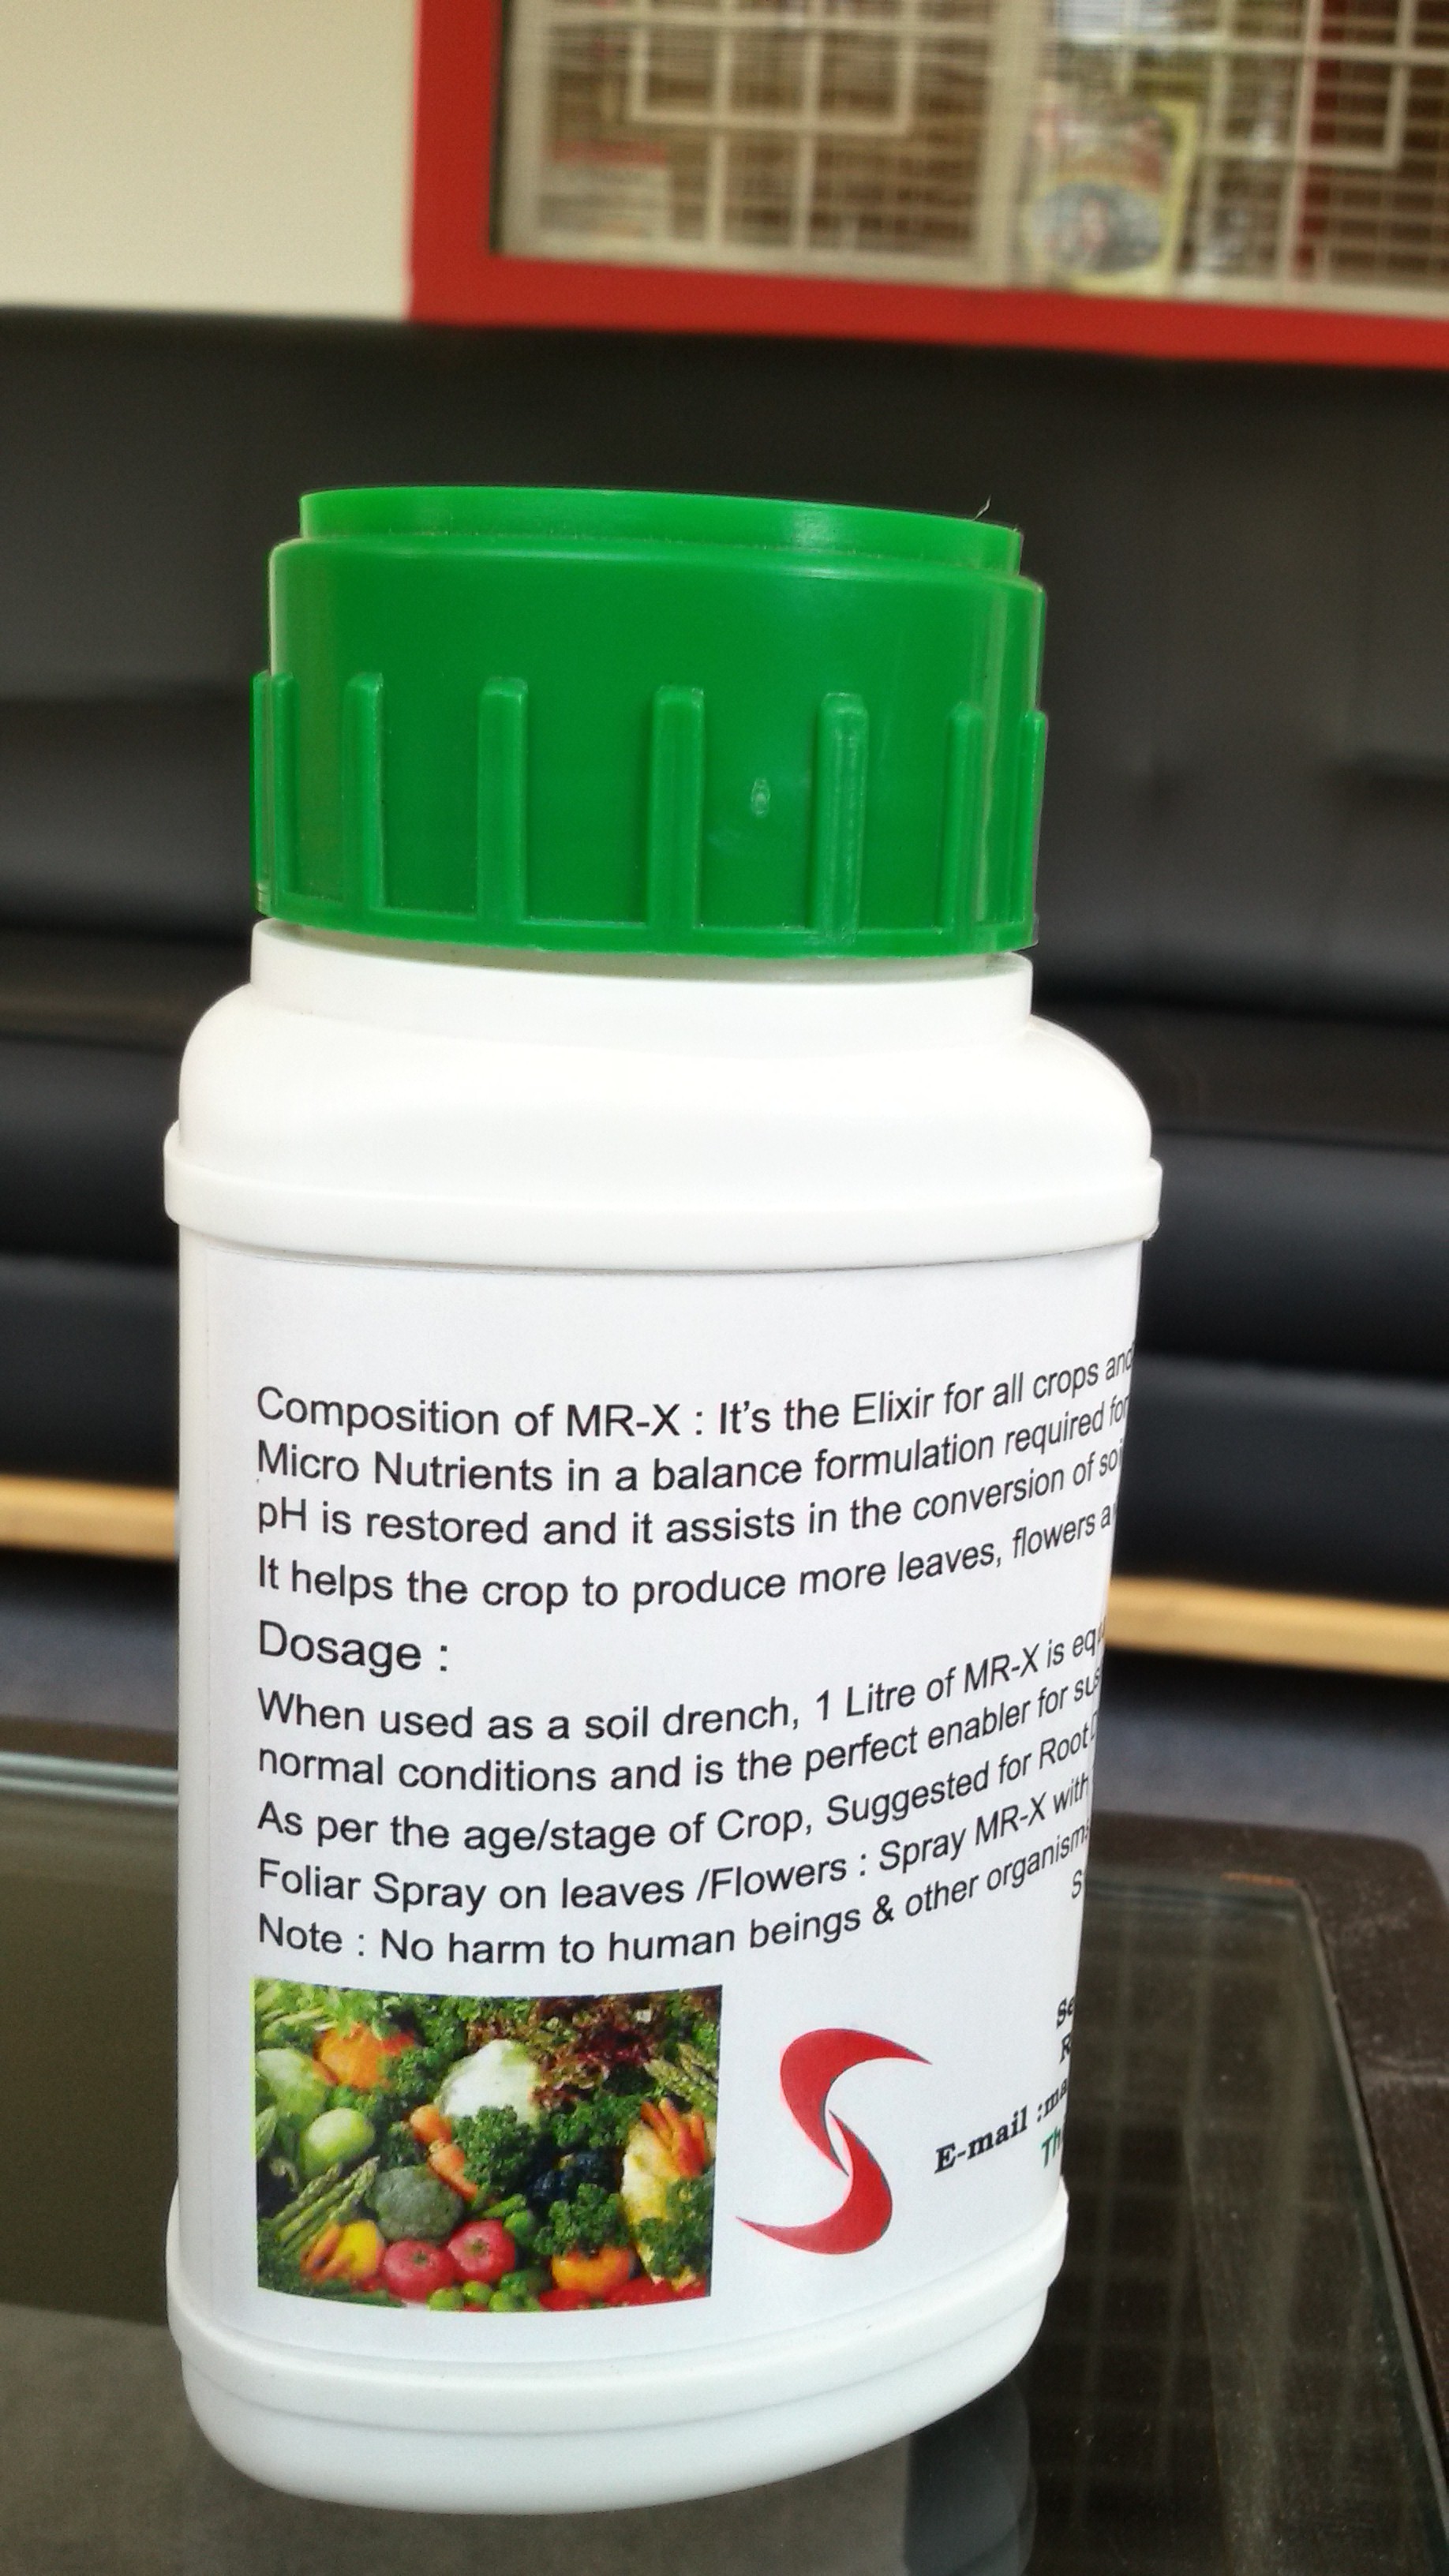 Composition of MR-X : It's the Elixir for all crops and
Micro Nutrients in a balance formulation required for
pH is restored and it assists in the conversion of
It helps the crop to produce more leaves, flowers
Dosage :
When used as a soil drench, 1 Litre of MR-X is
normal conditions and is the perfect enabler for
As per the age/stage of Crop, Suggested for Root
Foliar Spray on leaves /Flowers : Spray MR-X with
Note : No harm to human beings & other organisms
E-mail :